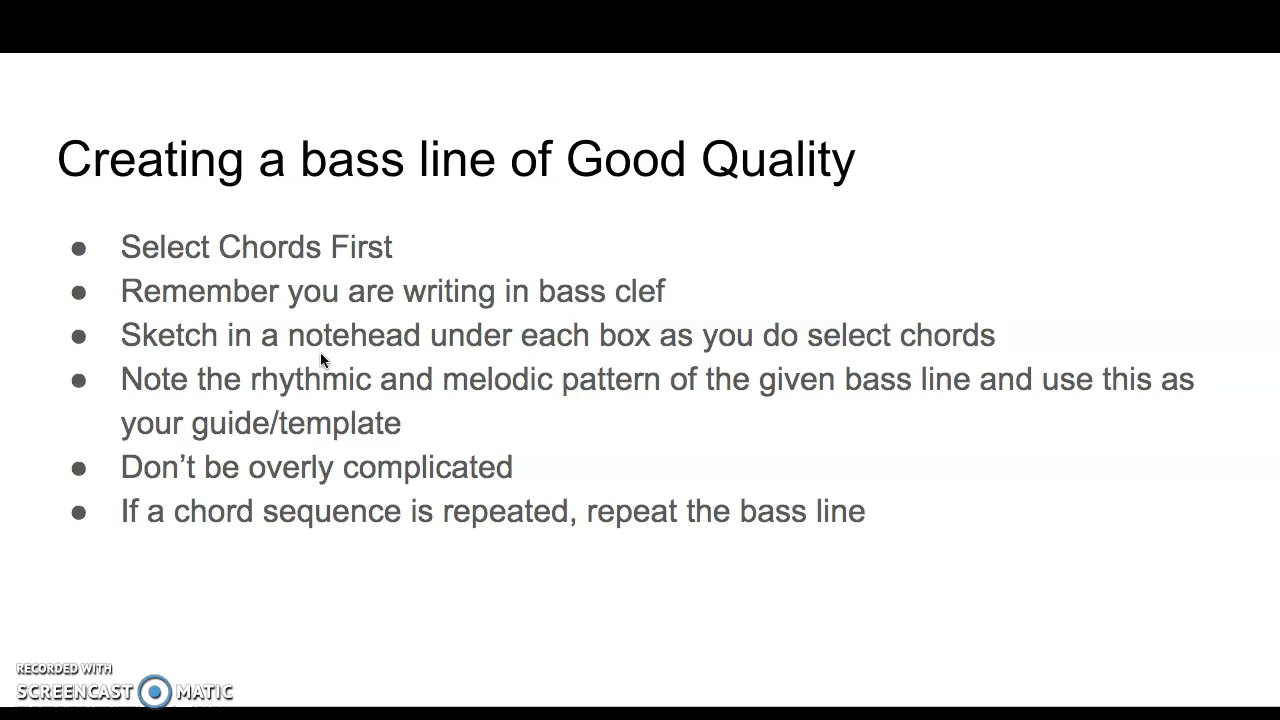 Creating a bass line of Good Quality
● Select Chords First
● Remember you are writing in bass clef
● Sketch in a notehead under each box as you do select chords
● Note the rhythmic and melodic pattern of the given bass line and use this as
your guide/template
● Don’t be overly complicated
● If a chord sequence is repeated, repeat the bass line
RECORDED WITH
SCREENCAST MATIC